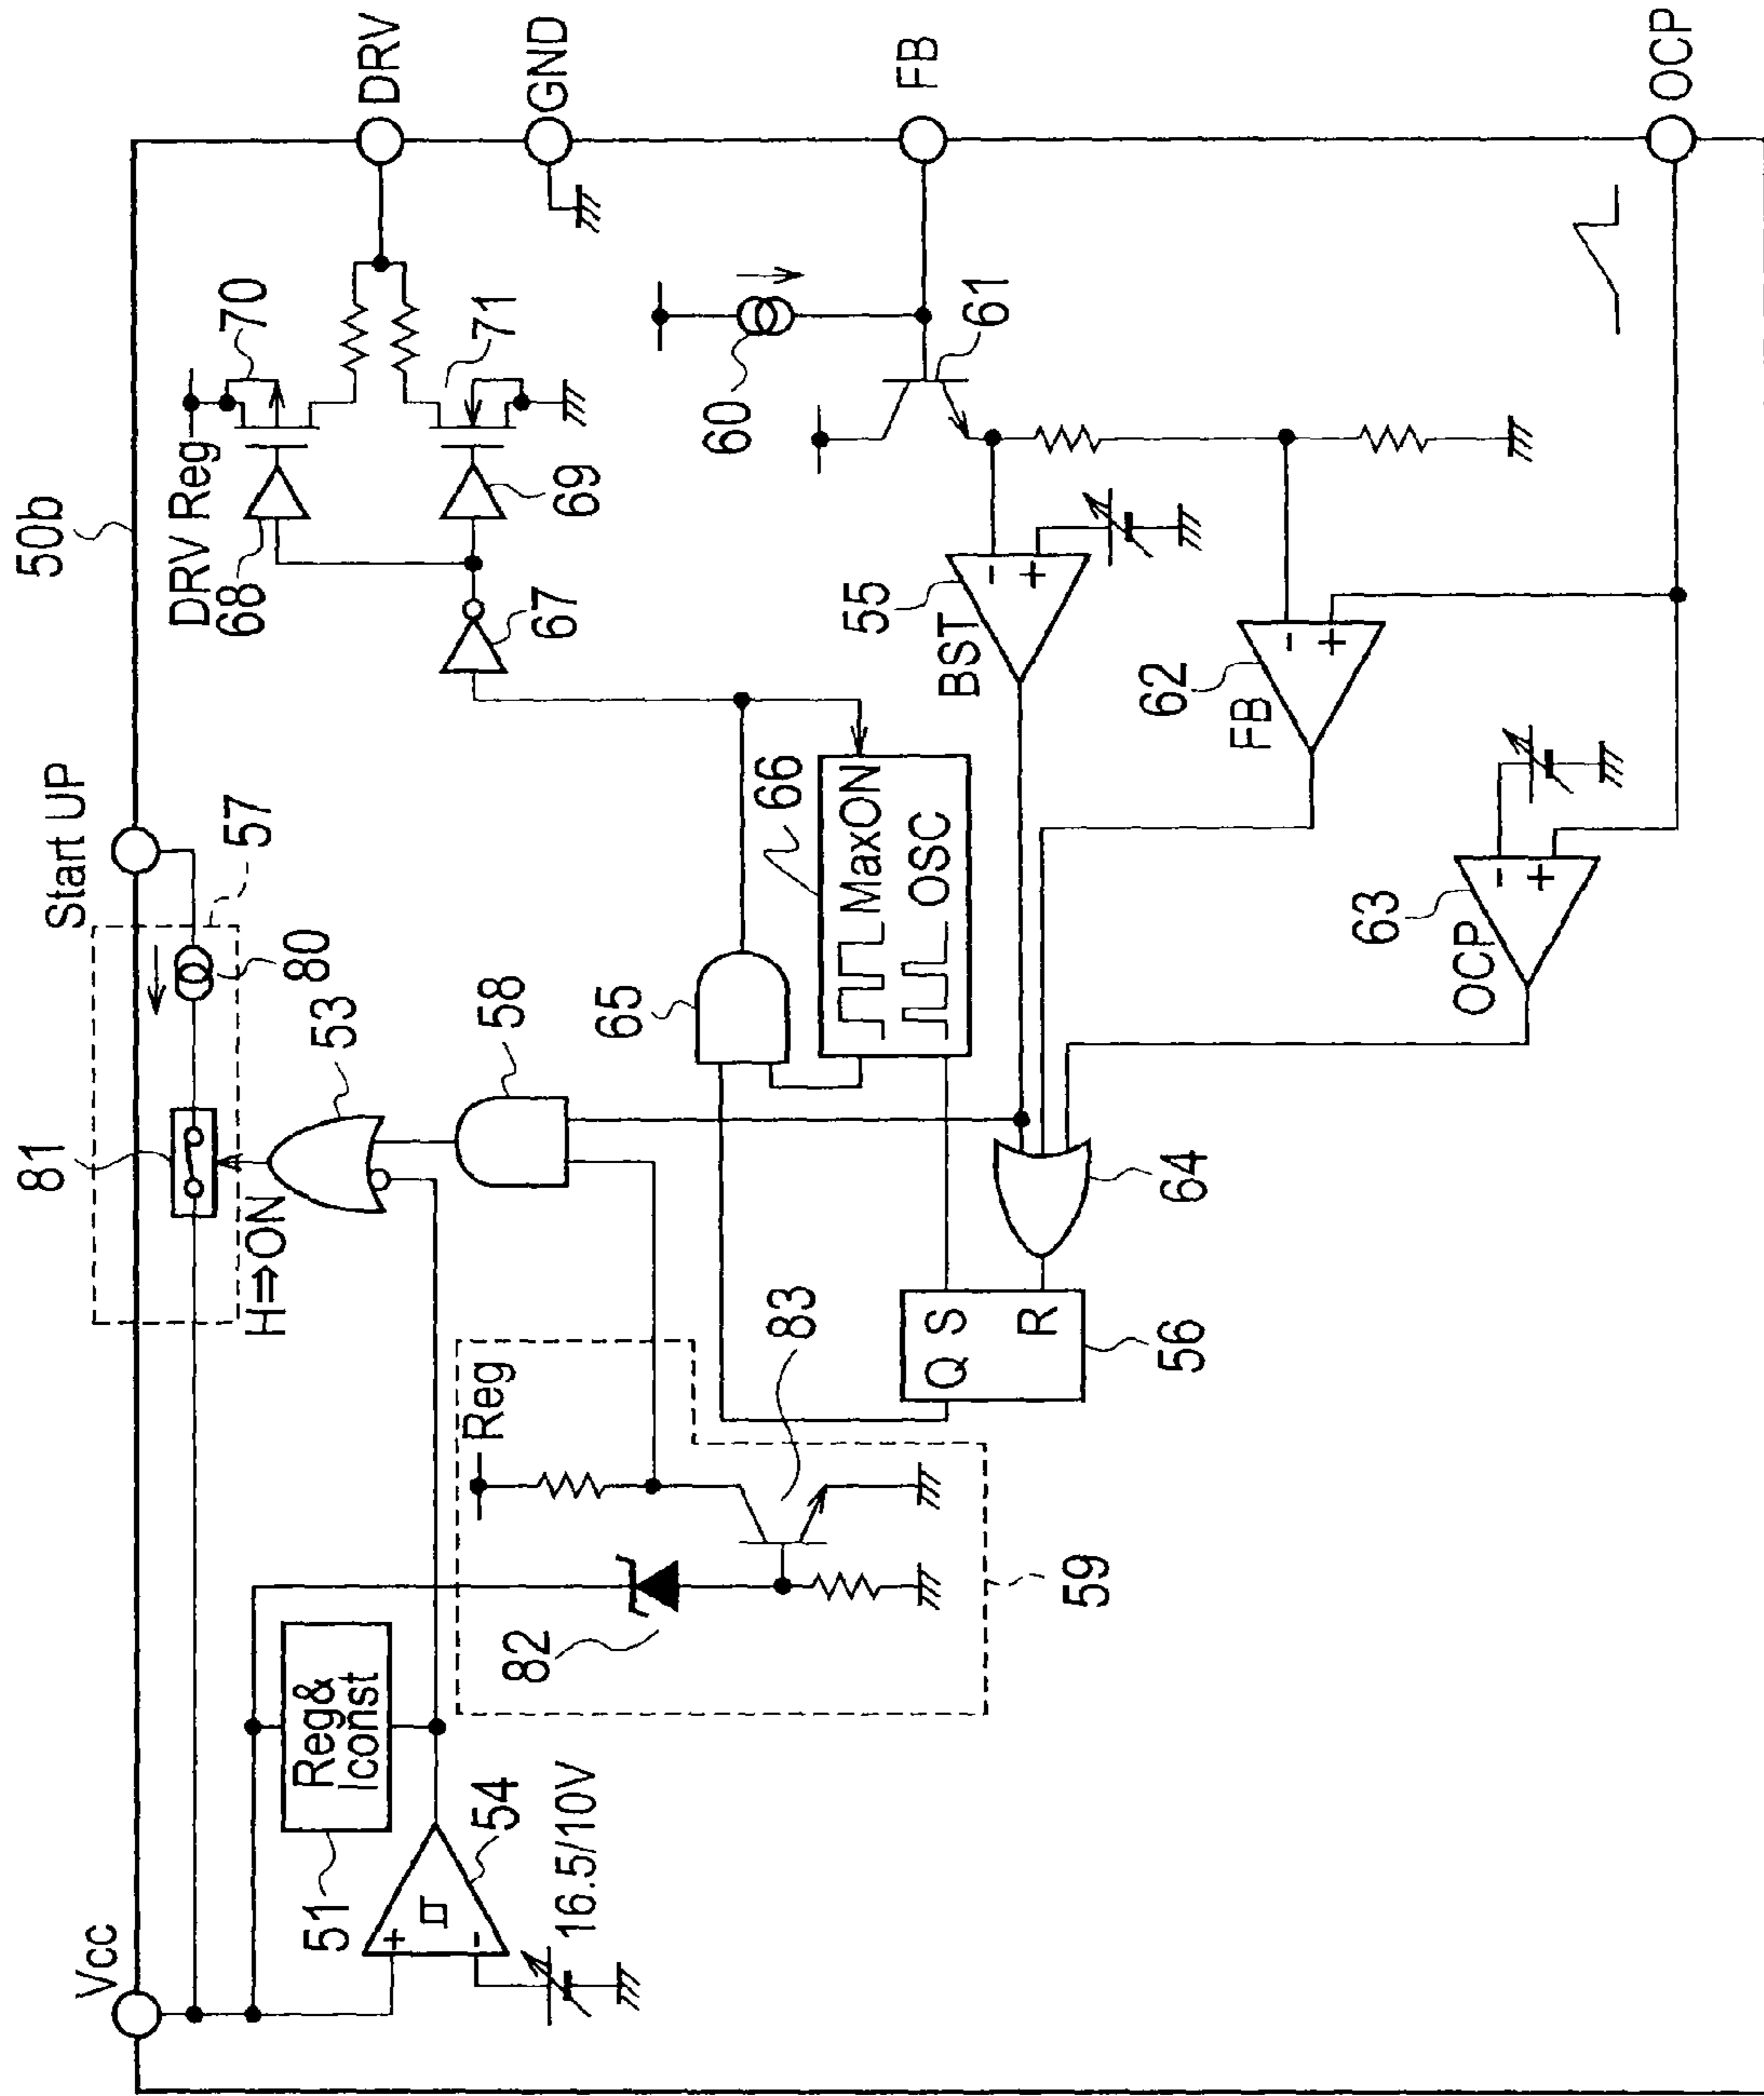 50b
Vcc
Start UP
DRV
GND
FB
OCP
81
57
80
H⇒ON
53
51
Reg&
Iconst
54
16.5/10V
Reg
83
82
59
58
65
66
MaxON
OSC
DRV Reg
68
70
71
69
67
60
61
55
BST
-
+
62
FB
-
+
63
OCP
-
+
64
56
Q S
R
+
-